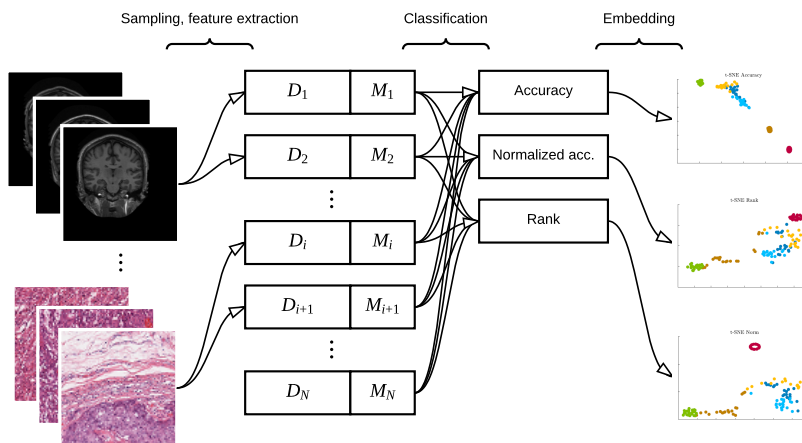 Sampling, feature extraction
Classification
Embedding
D1 M1
D2 M2
Di Mi
Di+1 Mi+1
DN MN
Accuracy
Normalized acc.
Rank
t-SNE Accuracy
t-SNE Rank
t-SNE Norm